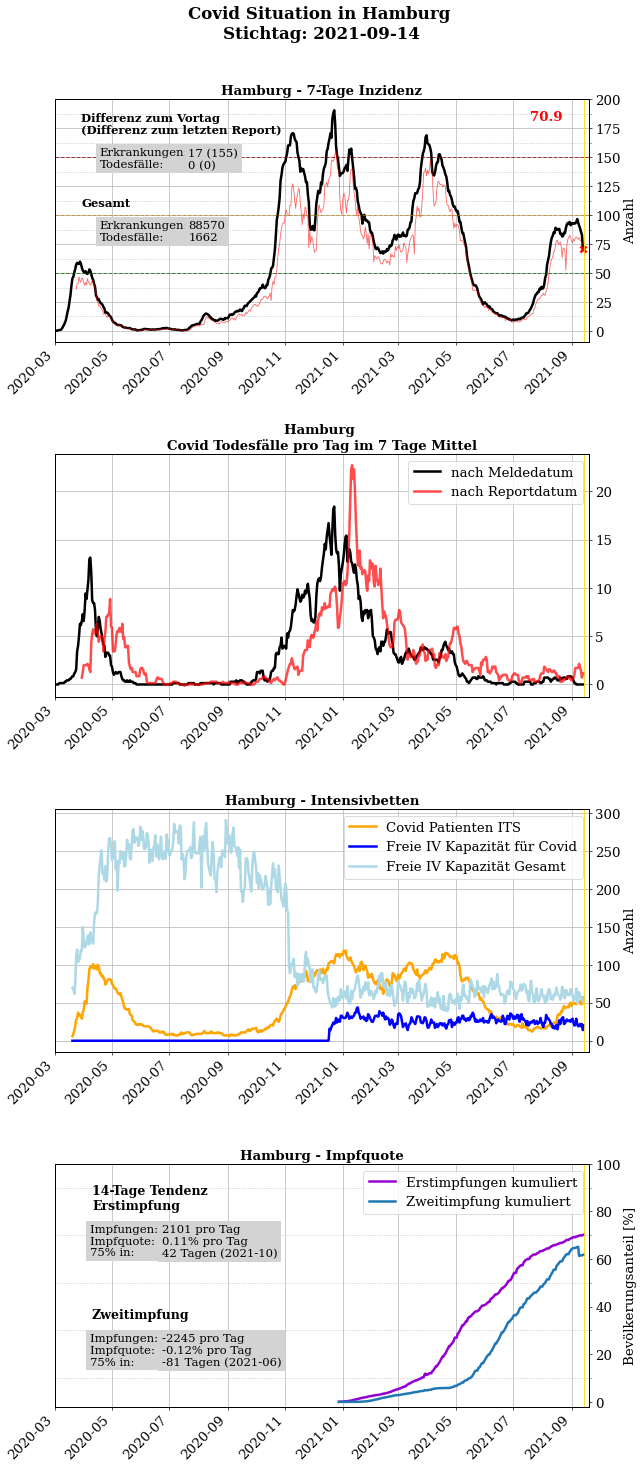 Covid Situation in Hamburg
Stichtag: 2021-09-14
Hamburg - 7-Tage Inzidenz
Differenz zum Vortag
(Differenz zum letzten Report)
Erkrankungen 17 (155)
Todesfälle: 0 (0)
Gesamt
Erkrankungen 88570
Todesfälle: 1662
70.9
200
175
150
125
100
75
50
25
0
Anzahl
2020-03
2020-05
2020-07
2020-09
2020-11
2021-01
2021-03
2021-05
2021-07
2021-09
Hamburg
Covid Todesfälle pro Tag im 7 Tage Mittel
nach Meldedatum
nach Reportdatum
20
15
10
5
0
2020-03
2020-05
2020-07
2020-09
2020-11
2021-01
2021-03
2021-05
2021-07
2021-09
Hamburg - Intensivbetten
Covid Patienten ITS
Freie IV Kapazität für Covid
Freie IV Kapazität Gesamt
300
250
200
150
100
50
0
Anzahl
2020-03
2020-05
2020-07
2020-09
2020-11
2021-01
2021-03
2021-05
2021-07
2021-09
Hamburg - Impfquote
14-Tage Tendenz
Erstimpfung
Impfungen: 2101 pro Tag
Impfquote: 0.11% pro Tag
75% in: 42 Tagen (2021-10)
Zweitimpfung
Impfungen: -2245 pro Tag
Impfquote: -0.12% pro Tag
75% in: -81 Tagen (2021-06)
Erstimpfungen kumuliert
Zweitimpfung kumuliert
100
80
60
40
20
0
Bevölkerungsanteil [%]
2020-03
2020-05
2020-07
2020-09
2020-11
2021-01
2021-03
2021-05
2021-07
2021-09